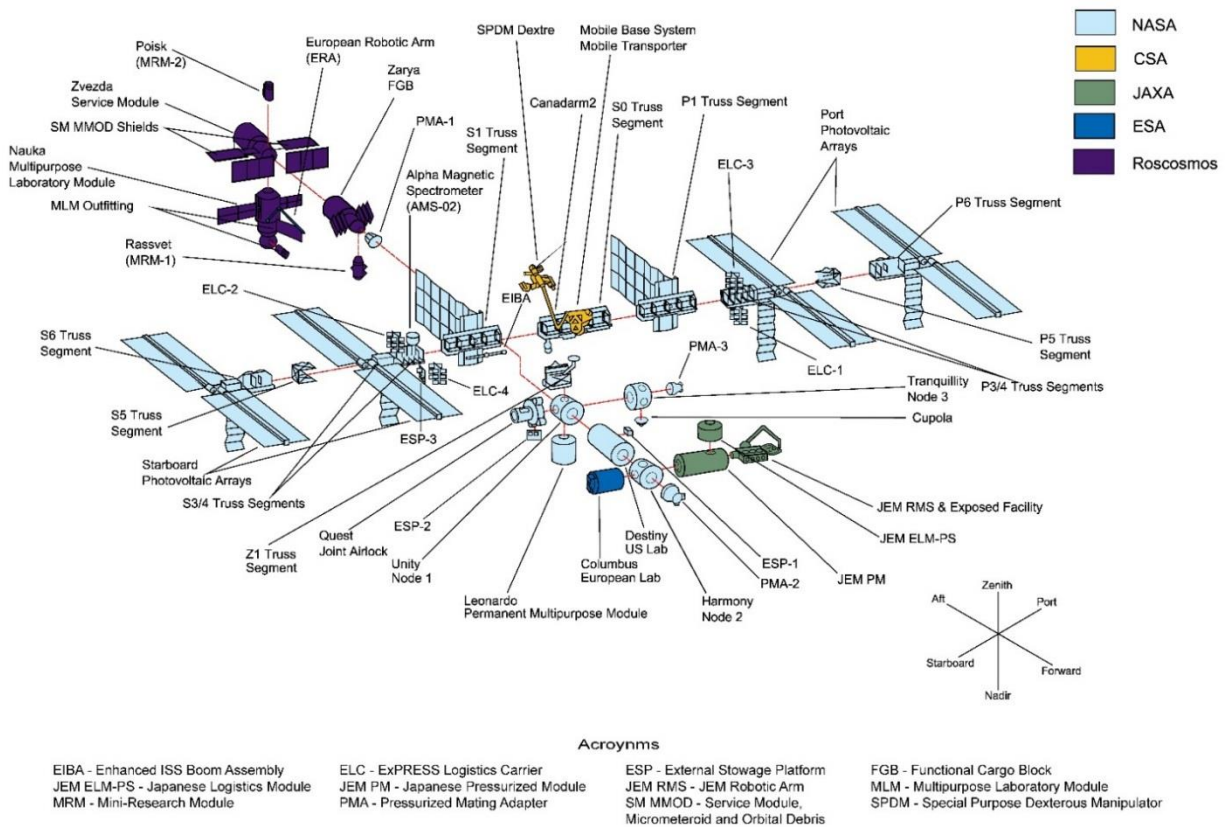 NASA
CSA
JAXA
ESA
Roscosmos
Poisk
(MRM-2)
European Robotic Arm
(ERA)
SPDM Dextre
Mobile Base System
Mobile Transporter
Zvezda
Service Module
Zarya
FGB
Canadarm2
S0 Truss
Segment
P1 Truss Segment
Port
Photovoltaic
Arrays
SM MMOD Shields
PMA-1
S1 Truss
Segment
Nauka
Multipurpose
Laboratory Module
Alpha Magnetic
Spectrometer
(AMS-02)
ELC-3
P6 Truss Segment
MLM Outfitting
Rassvet
(MRM-1)
ELC-2
EIBA
S6 Truss
Segment
PMA-3
P5 Truss
Segment
ELC-4
ELC-1
Tranquillity
Node 3
P3/4 Truss Segments
S5 Truss
Segment
Cupola
ESP-3
Starboard
Photovoltaic Arrays
S3/4 Truss Segments
JEM RMS & Exposed Facility
ESP-2
Quest
Joint Airlock
Z1 Truss
Segment
Unity
Node 1
Destiny
US Lab
Columbus
European Lab
ESP-1
PMA-2
JEM ELM-PS
JEM PM
Leonardo
Permanent Multipurpose Module
Harmony
Node 2
Zenith
Aft
Port
Starboard
Forward
Nadir
Acroynms
EIBA - Enhanced ISS Boom Assembly
JEM ELM-PS - Japanese Logistics Module
MRM - Mini-Research Module
ELC - ExPRESS Logistics Carrier
JEM PM - Japanese Pressurized Module
PMA - Pressurized Mating Adapter
ESP - External Stowage Platform
JEM RMS - JEM Robotic Arm
SM MMOD - Service Module,
Micrometeroid and Orbital Debris
FGB - Functional Cargo Block
MLM - Multipurpose Laboratory Module
SPDM - Special Purpose Dexterous Manipulator